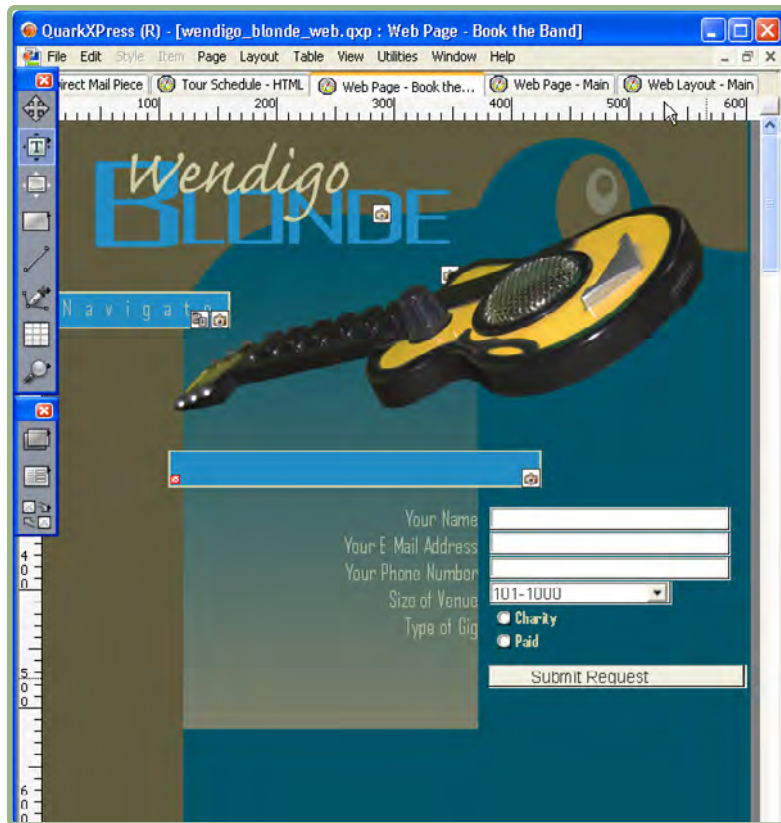 QuarkXPress (R) - [wendigo_blonde_web.qxp : Web Page - Book the Band]
File Edit Style Item Page Layout Table View Utilities Window Help
irect Mail Piece Tour Schedule - HTML Web Page - Book the... Web Page - Main Web Layout - Main
100 200 300 400 500 600
Wendigo
BLONDE
Navigato
Your Name
Your E Mail Address
Your Phone Number
Size of Venue 101-1000
Type of Gig Charity
Paid
Submit Request
400
500
600